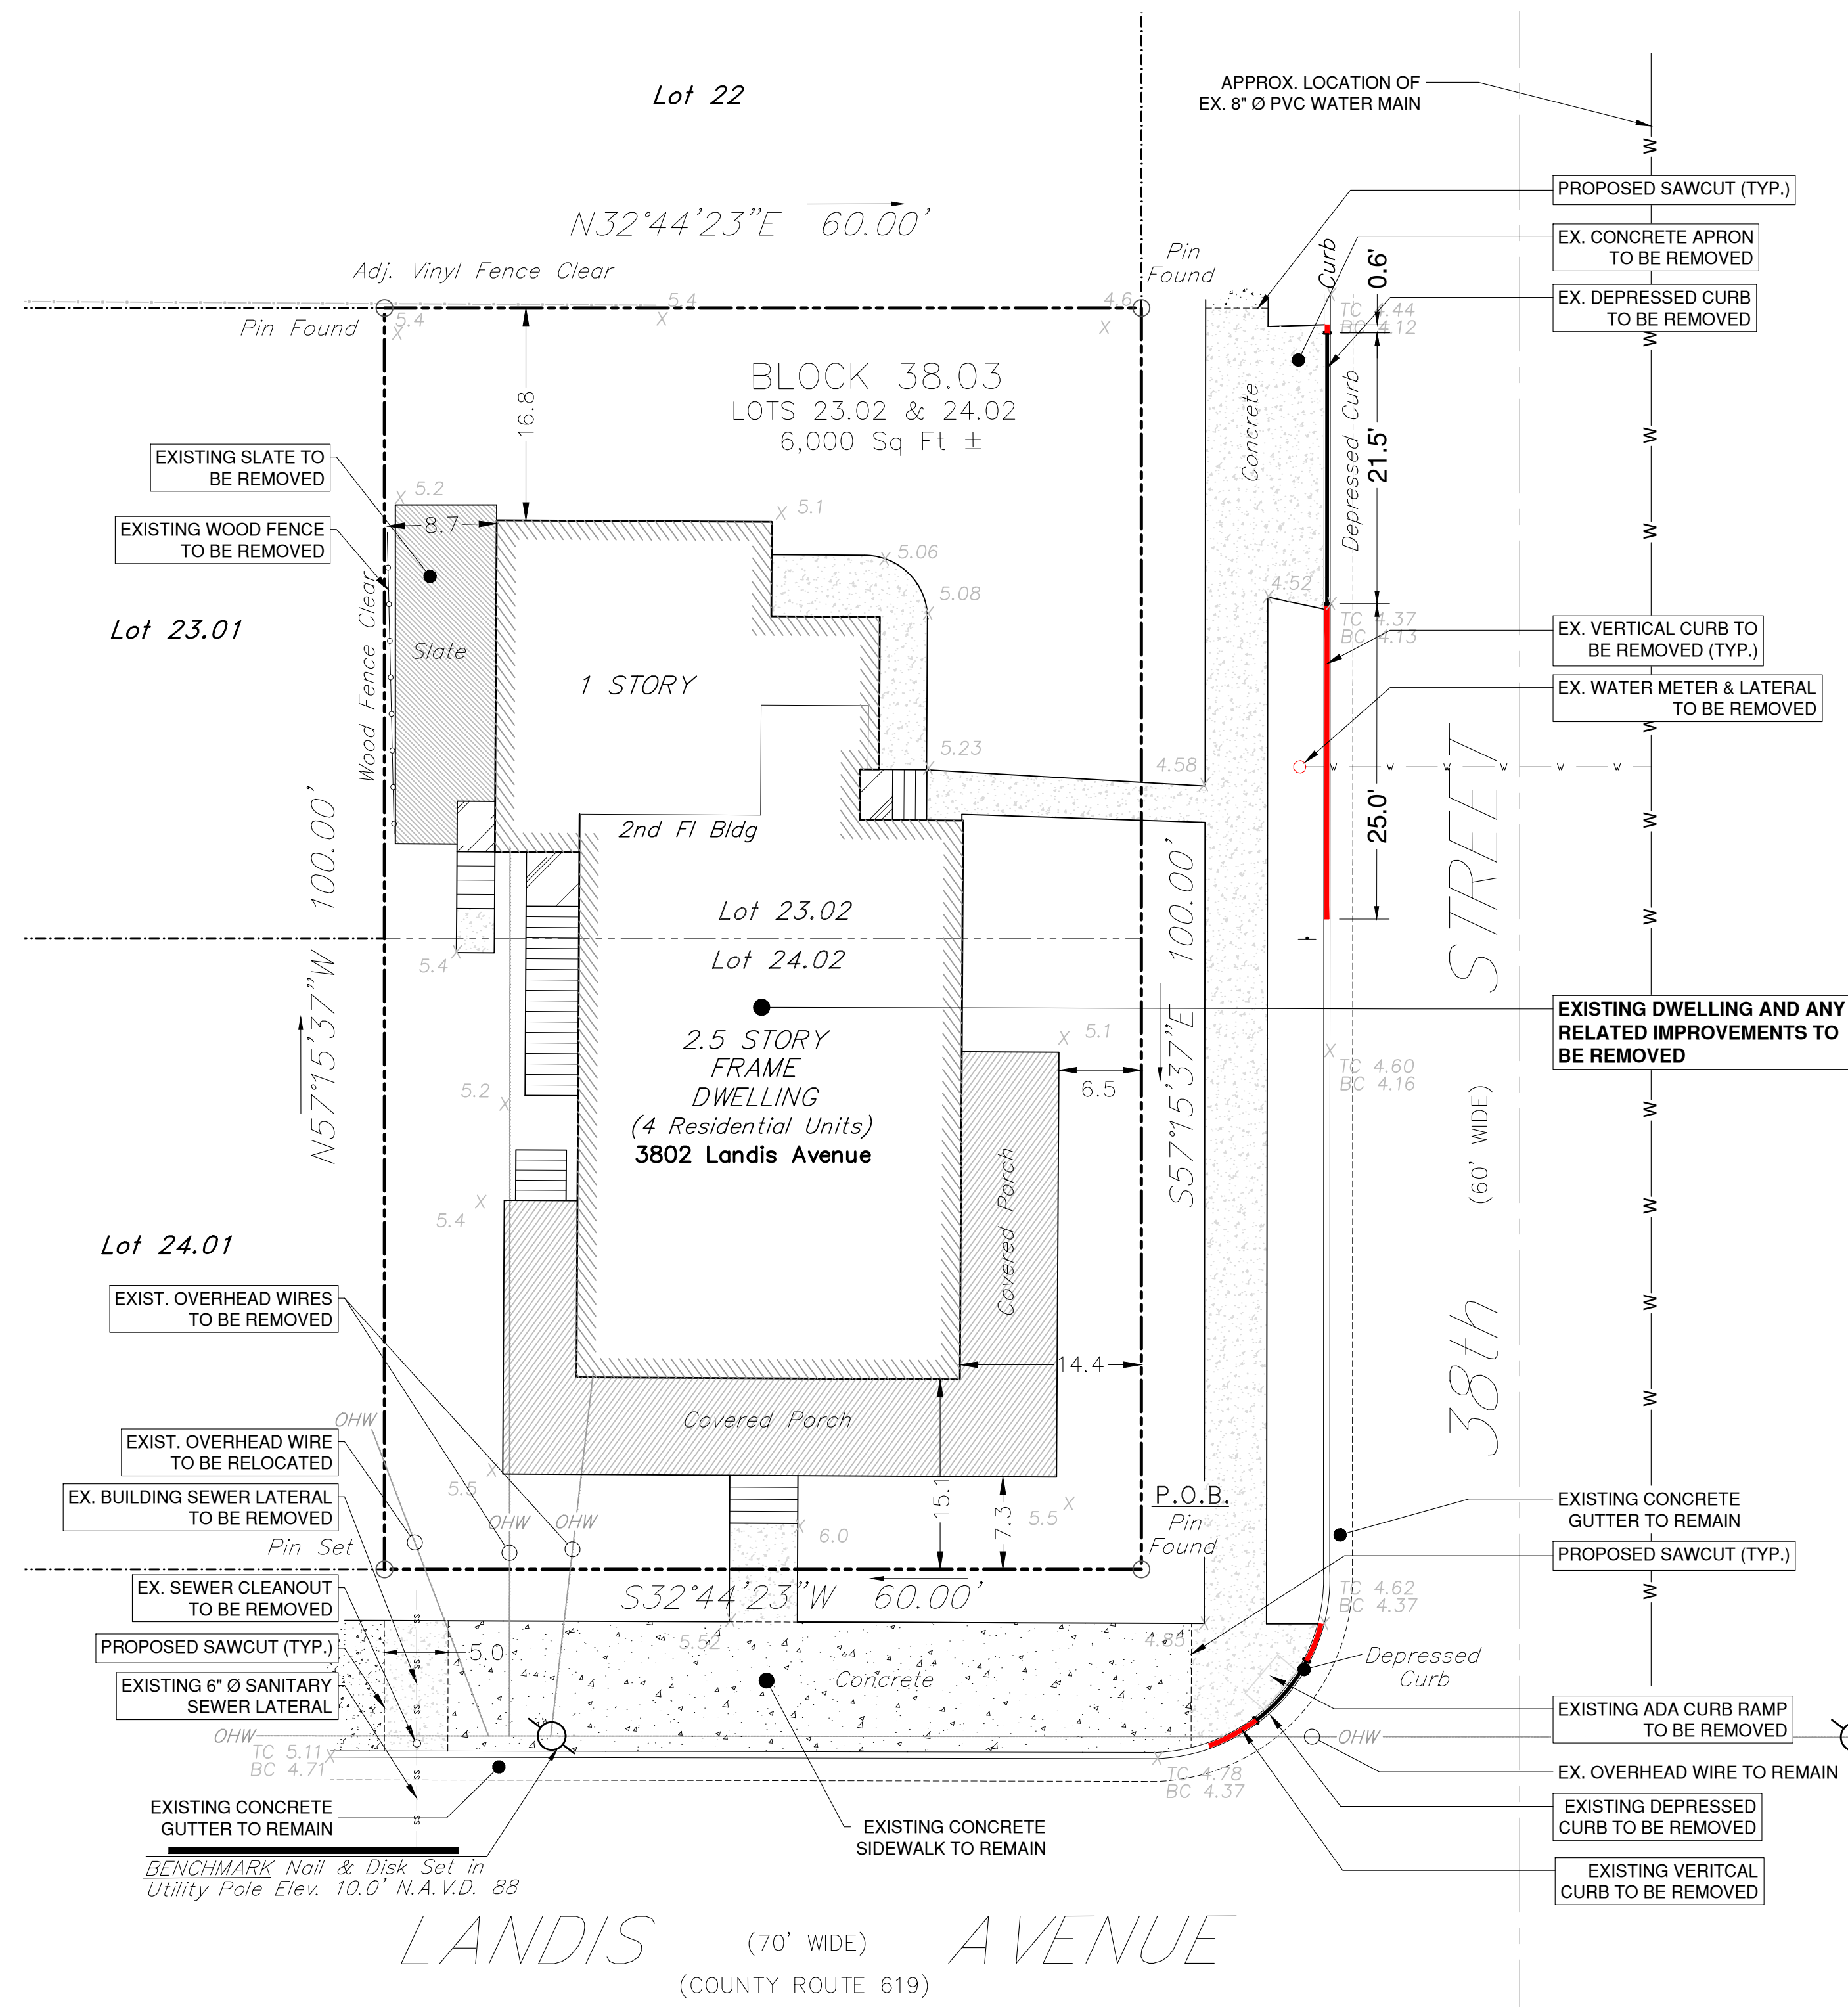 Lot 22
APPROX. LOCATION OF
EX. 8" Ø PVC WATER MAIN
W
PROPOSED SAWCUT (TYP.)
N32°44'23"E 60.00'
EX. CONCRETE APRON
TO BE REMOVED
Adj. Vinyl Fence Clear
Pin
Found
Curb
0.6'
EX. DEPRESSED CURB
TO BE REMOVED
5.4
4.6
TC 4.44
BC 4.12
Pin Found
5.4
W
BLOCK 38.03
LOTS 23.02 & 24.02
6,000 Sq Ft ±
16.8
Concrete
Depressed Curb
21.5'
W
EXISTING SLATE TO
BE REMOVED
5.2
5.1
EXISTING WOOD FENCE
TO BE REMOVED
8.7
W
5.06
5.08
4.52
Wood Fence Clear
Lot 23.01
Slate
TC 4.37
BC 4.13
EX. VERTICAL CURB TO
BE REMOVED (TYP.)
1 STORY
EX. WATER METER & LATERAL
TO BE REMOVED
W
5.23
4.58
W W W W W W
2nd Fl Bldg
25.0'
W
N57°15'37"W 100.00'
S57°15'37"E 100.00'
Lot 23.02
W
Lot 24.02
5.4
STREET
EXISTING DWELLING AND ANY
RELATED IMPROVEMENTS TO
BE REMOVED
2.5 STORY
FRAME
DWELLING
(4 Residential Units)
3802 Landis Avenue
5.1
6.5
TC 4.60
BC 4.16
5.2
W
(60' WIDE)
Covered Porch
5.4
W
Lot 24.01
EXIST. OVERHEAD WIRES
TO BE REMOVED
W
38th
14.4
Covered Porch
W
OHW
EXIST. OVERHEAD WIRE
TO BE RELOCATED
5.5
15.1
7.3
5.5
P.O.B.
Pin
Found
EX. BUILDING SEWER LATERAL
TO BE REMOVED
EXISTING CONCRETE
GUTTER TO REMAIN
OHW
OHW
6.0
Pin Set
PROPOSED SAWCUT (TYP.)
EX. SEWER CLEANOUT
TO BE REMOVED
S32°44'23"W 60.00'
TC 4.62
BC 4.37
W
SS
PROPOSED SAWCUT (TYP.)
5.0
5.52
4.85
Depressed
Curb
SS
EXISTING 6" Ø SANITARY
SEWER LATERAL
Concrete
EXISTING ADA CURB RAMP
TO BE REMOVED
SS
OHW
OHW
TC 5.11
BC 4.71
TC 4.78
BC 4.37
EX. OVERHEAD WIRE TO REMAIN
SS
EXISTING CONCRETE
GUTTER TO REMAIN
EXISTING CONCRETE
SIDEWALK TO REMAIN
EXISTING DEPRESSED
CURB TO BE REMOVED
BENCHMARK Nail & Disk Set in
Utility Pole Elev. 10.0' N.A.V.D. 88
EXISTING VERITCAL
CURB TO BE REMOVED
LANDIS (70' WIDE) AVENUE
(COUNTY ROUTE 619)